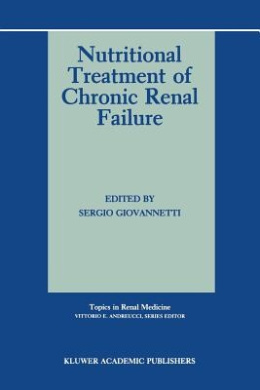 Nutritional
Treatment of
Chronic Renal
Failure
EDITED BY
SERGIO GIOVANNETTI
Topics in Renal Medicine
VITTORIO E. ANDREUCCI, SERIES EDITOR
KLUWER ACADEMIC PUBLISHERS